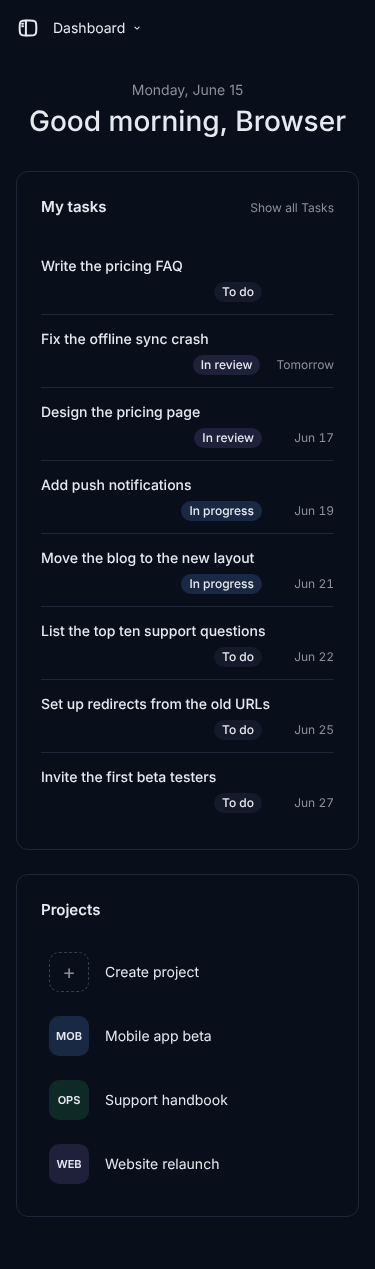 Dashboard
Monday, June 15
Good morning, Browser
My tasks
Show all Tasks
Write the pricing FAQ
To do
Fix the offline sync crash
In review Tomorrow
Design the pricing page
In review Jun 17
Add push notifications
In progress Jun 19
Move the blog to the new layout
In progress Jun 21
List the top ten support questions
To do Jun 22
Set up redirects from the old URLs
To do Jun 25
Invite the first beta testers
To do Jun 27
Projects
+ Create project
MOB Mobile app beta
OPS Support handbook
WEB Website relaunch